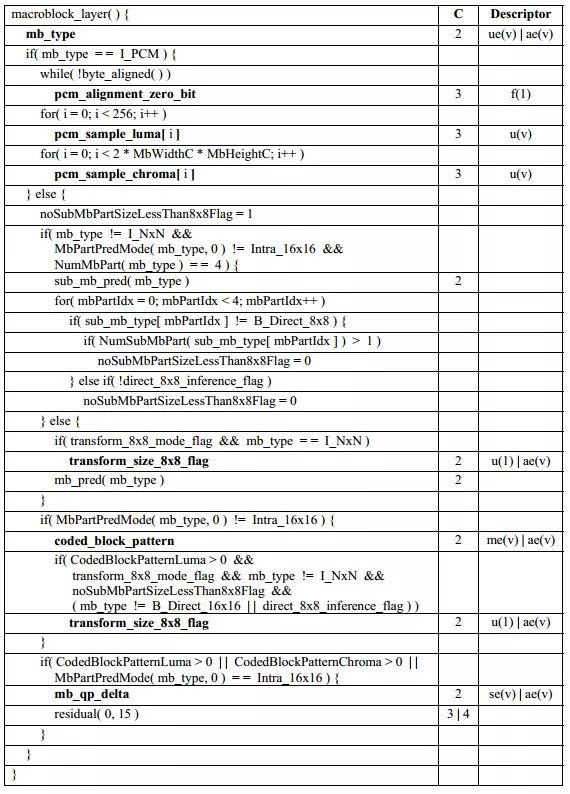 macroblock_layer( ) { C Descriptor
mb_type 2 ue(v) | ae(v)
if( mb_type = = I_PCM ) {
while( !byte_aligned( ) )
pcm_alignment_zero_bit 3 f(1)
for( i = 0; i < 256; i++ )
pcm_sample_luma[ i ] 3 u(v)
for( i = 0; i < 2 * MbWidthC * MbHeightC; i++ )
pcm_sample_chroma[ i ] 3 u(v)
} else {
noSubMbPartSizeLessThan8x8Flag = 1
if( mb_type != I_NxN &&
MbPartPredMode( mb_type, 0 ) != Intra_16x16 &&
NumMbPart( mb_type ) = = 4 ) {
sub_mb_pred( mb_type ) 2
for( mbPartIdx = 0; mbPartIdx < 4; mbPartIdx++ )
if( sub_mb_type[ mbPartIdx ] != B_Direct_8x8 ) {
if( NumSubMbPart( sub_mb_type[ mbPartIdx ] ) > 1 )
noSubMbPartSizeLessThan8x8Flag = 0
} else if( !direct_8x8_inference_flag )
noSubMbPartSizeLessThan8x8Flag = 0
} else {
if( transform_8x8_mode_flag && mb_type = = I_NxN )
transform_size_8x8_flag 2 u(1) | ae(v)
mb_pred( mb_type ) 2
}
if( MbPartPredMode( mb_type, 0 ) != Intra_16x16 ) {
coded_block_pattern 2 me(v) | ae(v)
if( CodedBlockPatternLuma > 0 &&
transform_8x8_mode_flag && mb_type != I_NxN &&
noSubMbPartSizeLessThan8x8Flag &&
( mb_type != B_Direct_16x16 | | direct_8x8_inference_flag ) )
transform_size_8x8_flag 2 u(1) | ae(v)
}
if( CodedBlockPatternLuma > 0 | | CodedBlockPatternChroma > 0 | |
MbPartPredMode( mb_type, 0 ) = = Intra_16x16 ) {
mb_qp_delta 2 se(v) | ae(v)
residual( 0, 15 ) 3 | 4
}
}
}